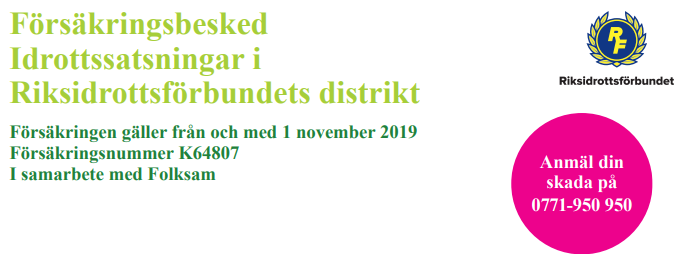 Försäkringsbesked
Idrottssatsningar i
Riksidrottsförbundets distrikt
Försäkringen gäller från och med 1 november 2019
Försäkringsnummer K64807
I samarbete med Folksam
RF
Riksidrottsförbundet
Anmäl din
skada på
0771-950 950